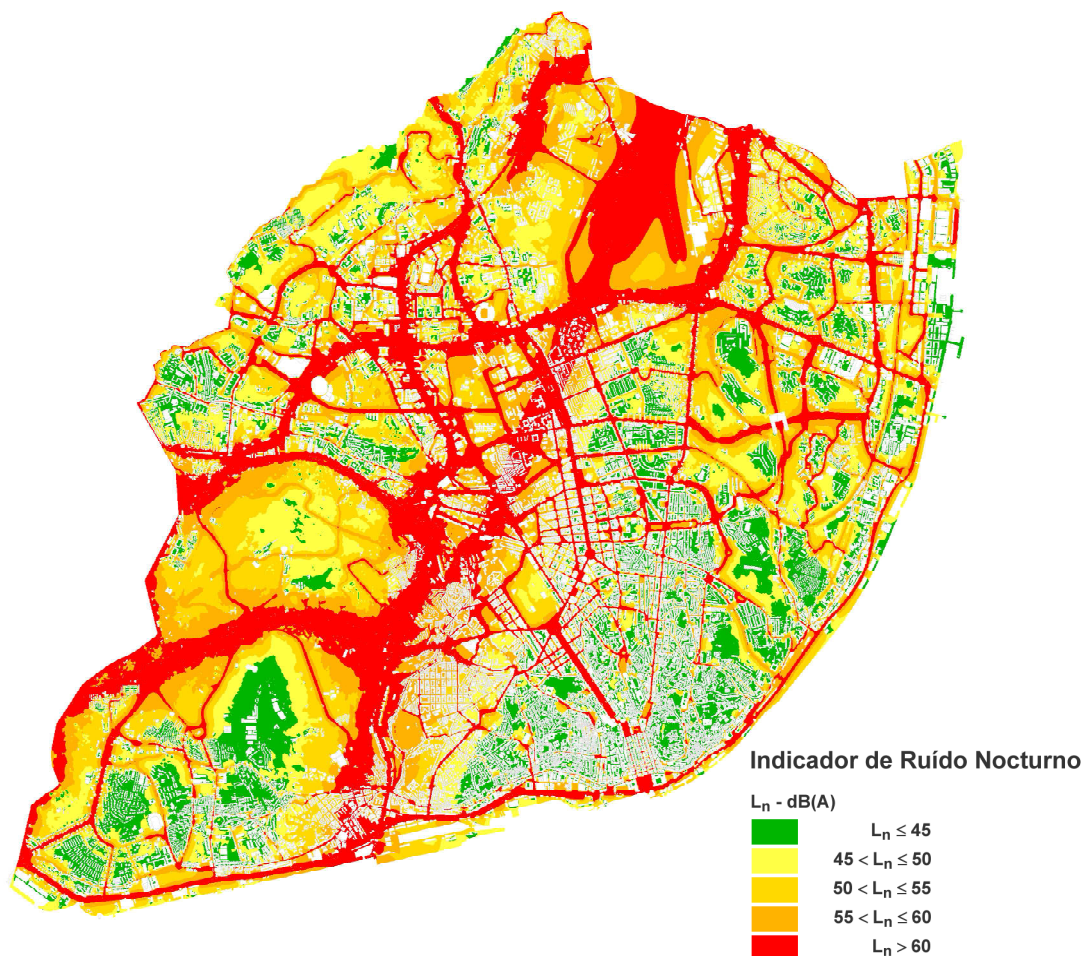 Indicador de Ruído Nocturno
Lₙ - dB(A)
Lₙ ≤ 45
45 < Lₙ ≤ 50
50 < Lₙ ≤ 55
55 < Lₙ ≤ 60
Lₙ > 60